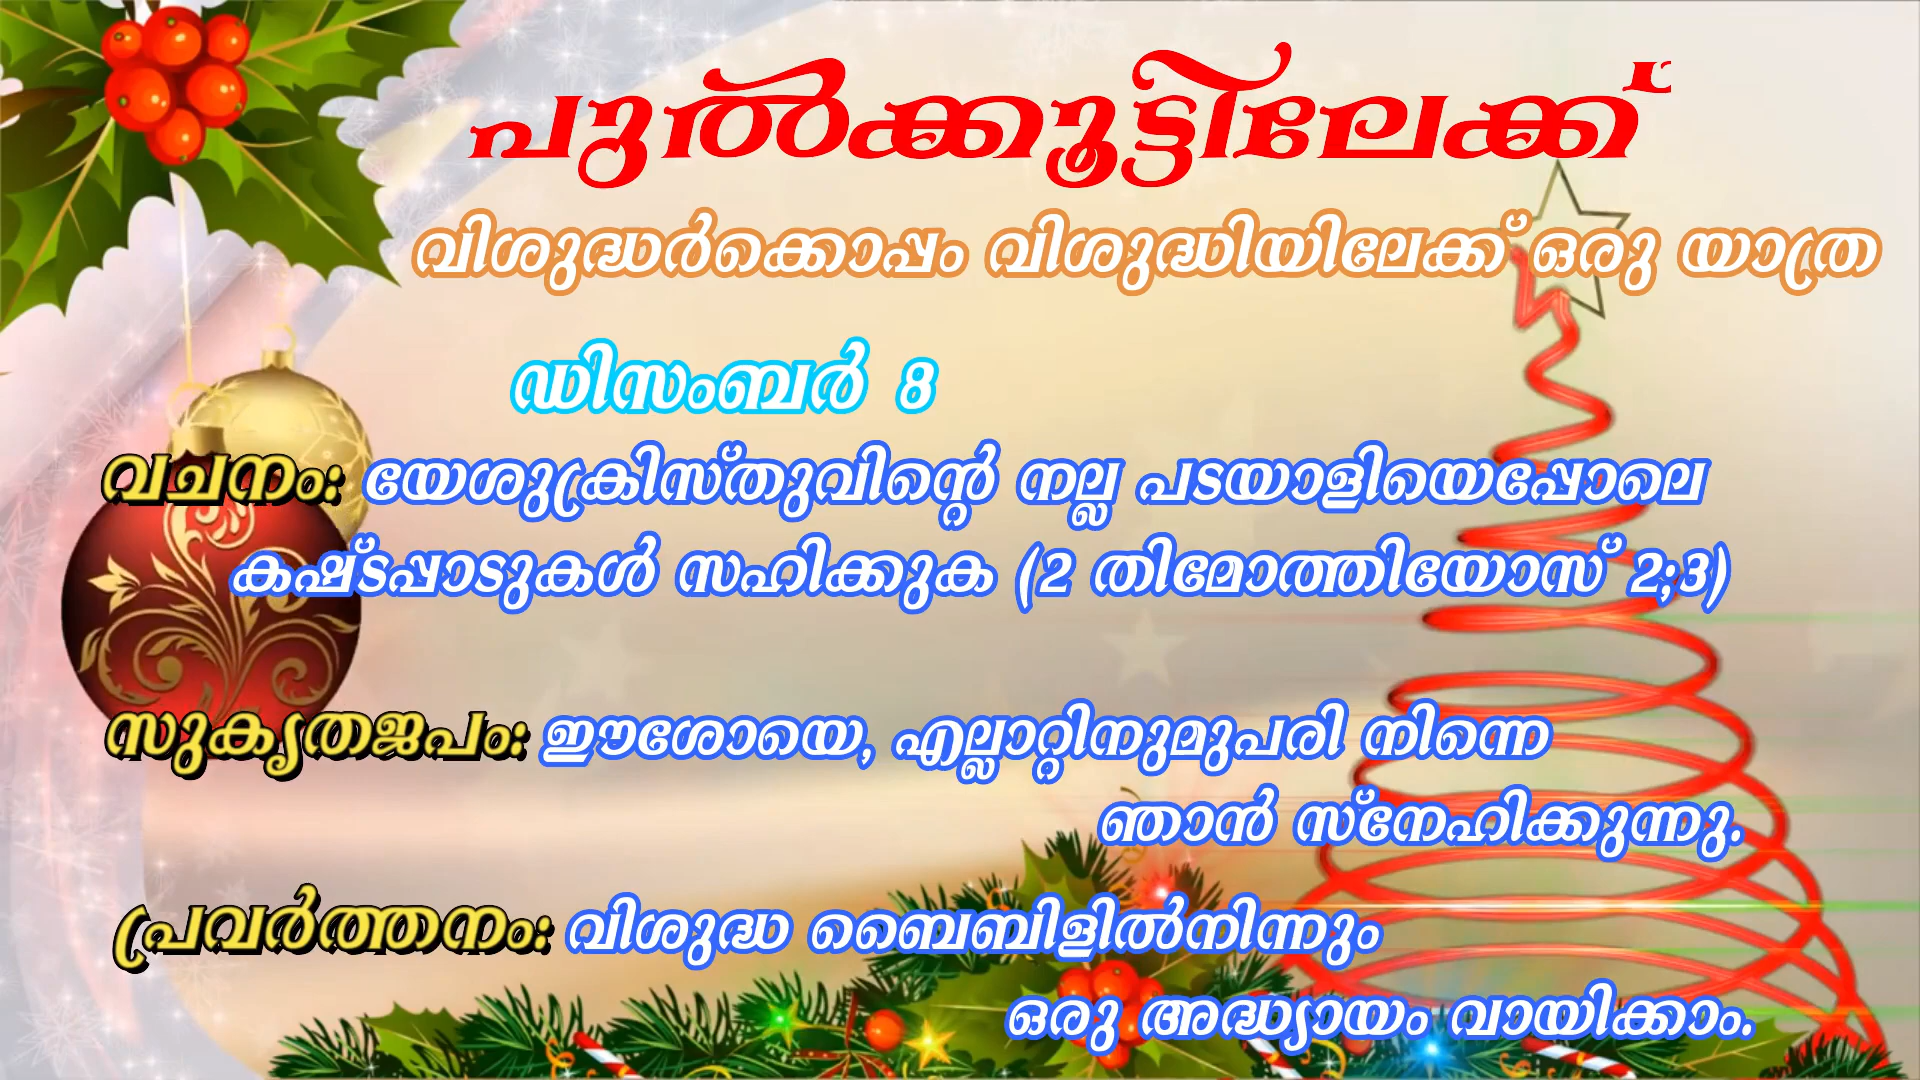 പുൽക്കൂട്ടിലേക്ക്
വിശുദ്ധർക്കൊപ്പം വിശുദ്ധിയിലേക്ക് ഒരു യാത്ര
ഡിസംബർ 8
വചനം: യേശുക്രിസ്തുവിന്റെ നല്ല പടയാളിയെപ്പോലെ
കഷ്ടപ്പാടുകൾ സഹിക്കുക (2 തിമോത്തിയോസ് 2;3)
സുകൃതജപം: ഈശോയെ, എല്ലാറ്റിനുമുപരി നിന്നെ
ഞാൻ സ്നേഹിക്കുന്നു.
പ്രവർത്തനം: വിശുദ്ധ ബൈബിളിൽനിന്നും
ഒരു അദ്ധ്യായം വായിക്കാം.